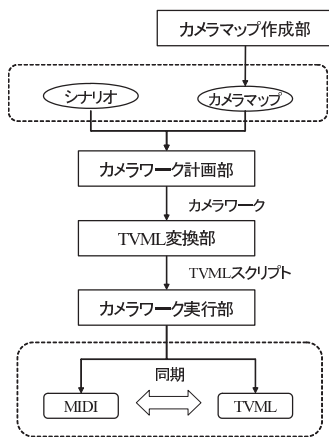 カメラマップ作成部
シナリオ
カメラマップ
カメラワーク計画部
カメラワーク
TVML変換部
TVMLスクリプト
カメラワーク実行部
同期
MIDI
TVML